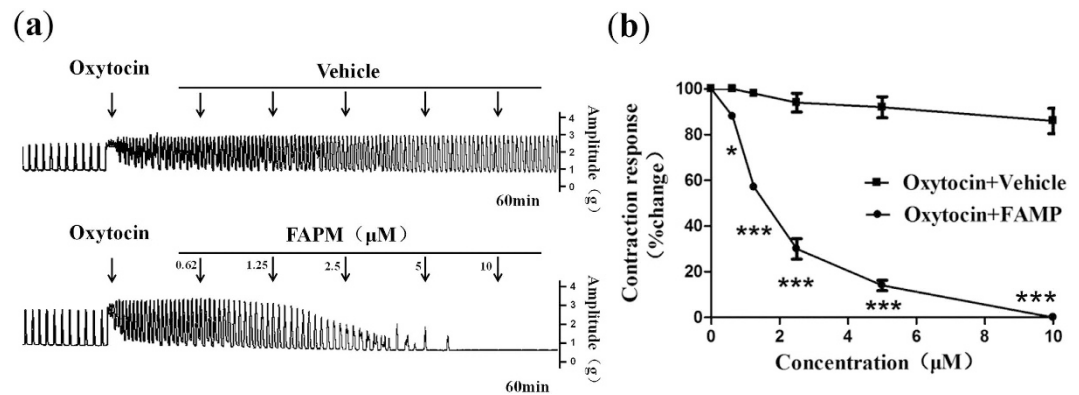 (a)
Oxytocin Vehicle
4
3
2
1
0
Amplitude (g)
60min
Oxytocin FAPM（μM）
0.62 1.25 2.5 5 10
4
3
2
1
0
Amplitude (g)
60min
(b)
Contraction response
(%change)
100
80
60
40
20
0
* *** *** *** ***
Oxytocin+Vehicle
Oxytocin+FAMP
0 2 4 6 8 10
Concentration（μM）